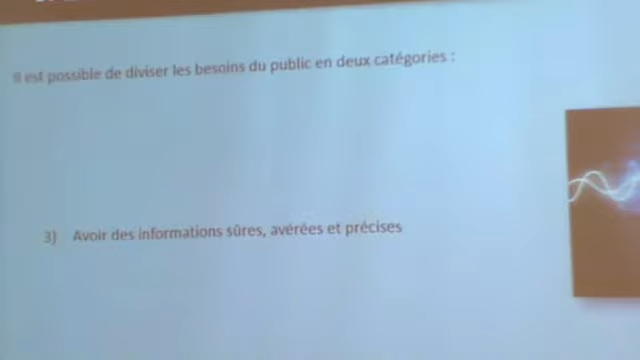 Il est possible de diviser les besoins du public en deux catégories :
3) Avoir des informations sûres, avérées et précises